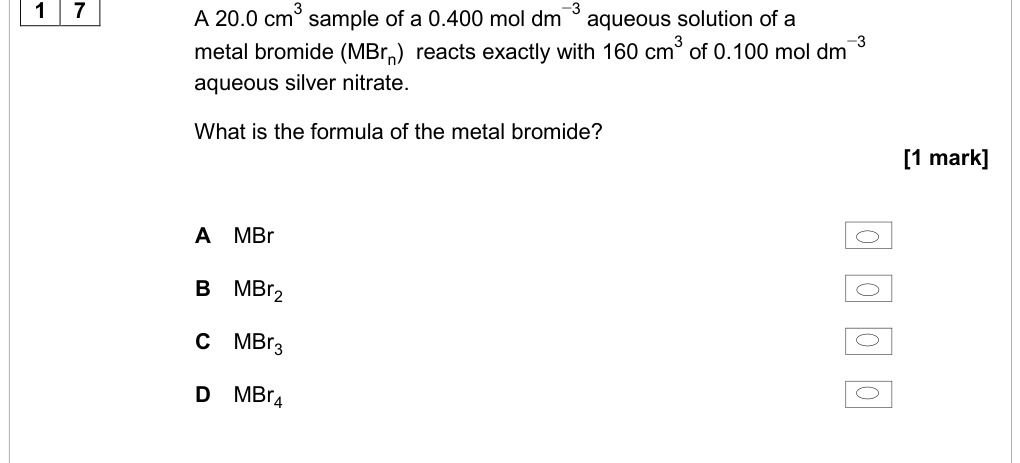 1 7
A 20.0 cm³ sample of a 0.400 mol dm⁻³ aqueous solution of a
metal bromide (MBrₙ) reacts exactly with 160 cm³ of 0.100 mol dm⁻³
aqueous silver nitrate.
What is the formula of the metal bromide?
[1 mark]
A MBr
B MBr₂
C MBr₃
D MBr₄